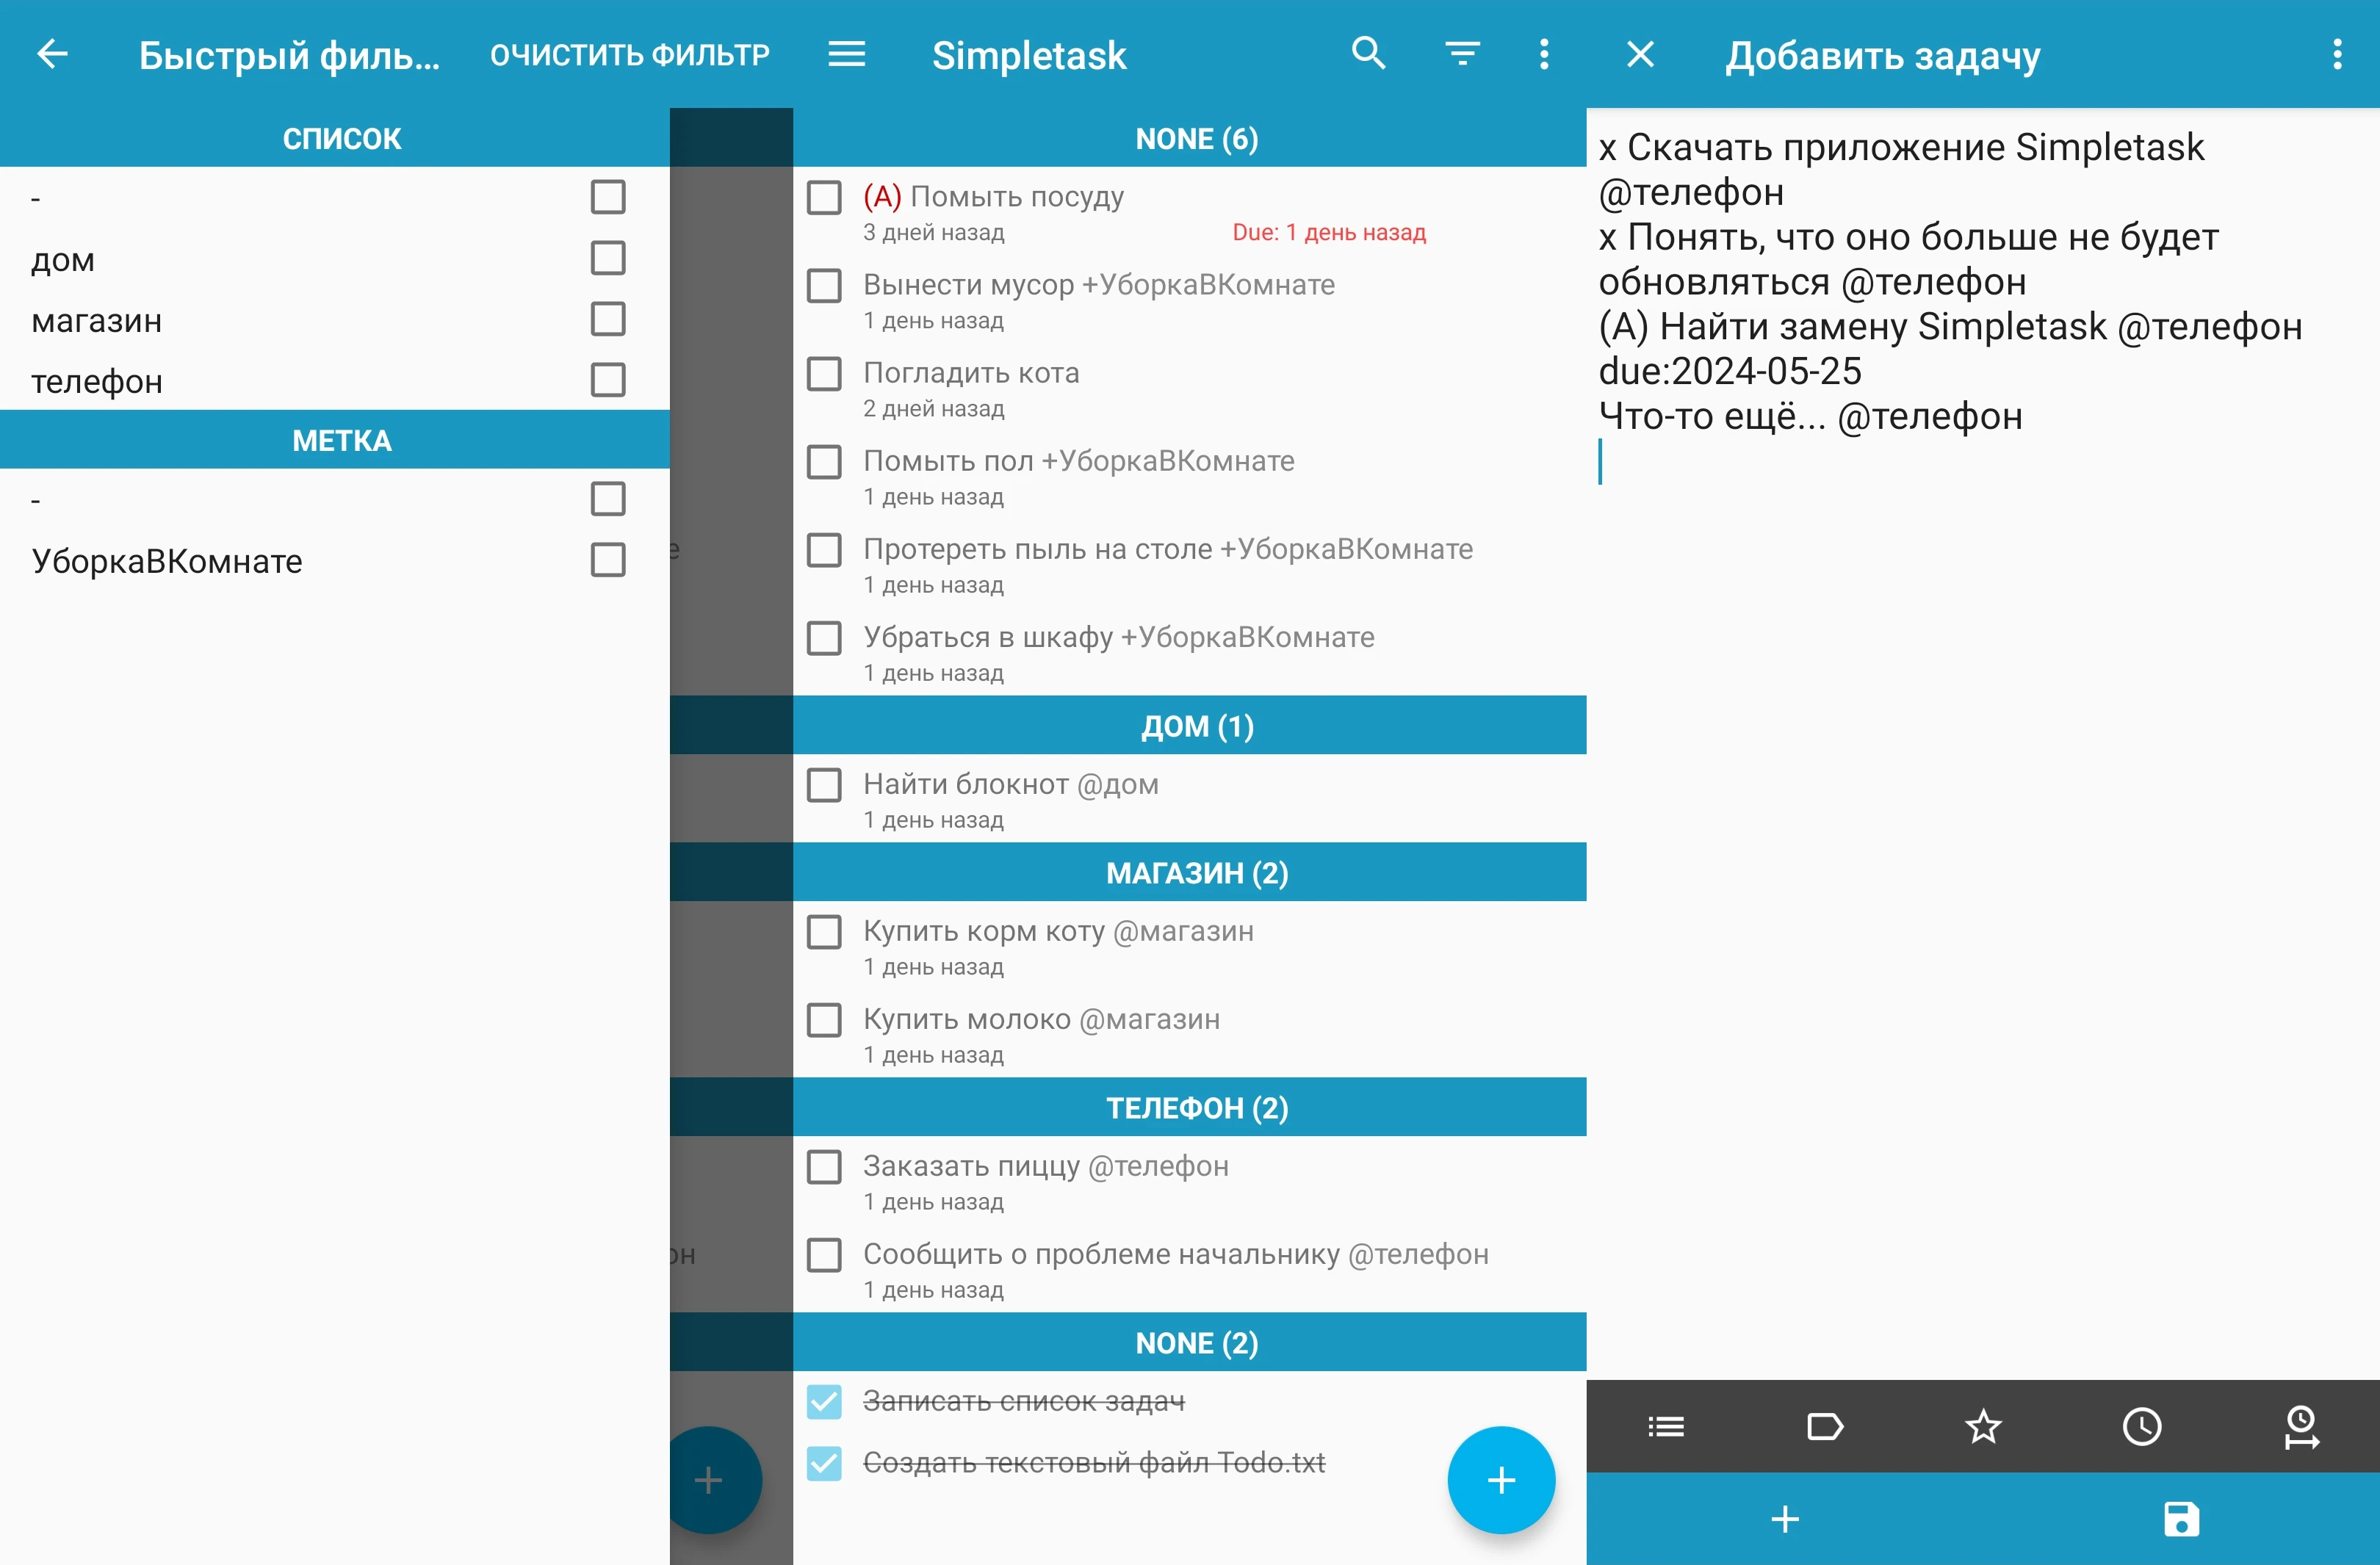 Быстрый филь...
ОЧИСТИТЬ ФИЛЬТР
СПИСОК
-
дом
магазин
телефон
МЕТКА
-
УборкаВКомнате
е
он
Simpletask
NONE (6)
(A) Помыть посуду
3 дней назад Due: 1 день назад
Вынести мусор +УборкаВКомнате
1 день назад
Погладить кота
2 дней назад
Помыть пол +УборкаВКомнате
1 день назад
Протереть пыль на столе +УборкаВКомнате
1 день назад
Убраться в шкафу +УборкаВКомнате
1 день назад
ДОМ (1)
Найти блокнот @дом
1 день назад
МАГАЗИН (2)
Купить корм коту @магазин
1 день назад
Купить молоко @магазин
1 день назад
ТЕЛЕФОН (2)
Заказать пиццу @телефон
1 день назад
Сообщить о проблеме начальнику @телефон
1 день назад
NONE (2)
Записать список задач
Создать текстовый файл Todo.txt
Добавить задачу
x Скачать приложение Simpletask
@телефон
x Понять, что оно больше не будет
обновляться @телефон
(A) Найти замену Simpletask @телефон
due:2024-05-25
Что-то ещё... @телефон